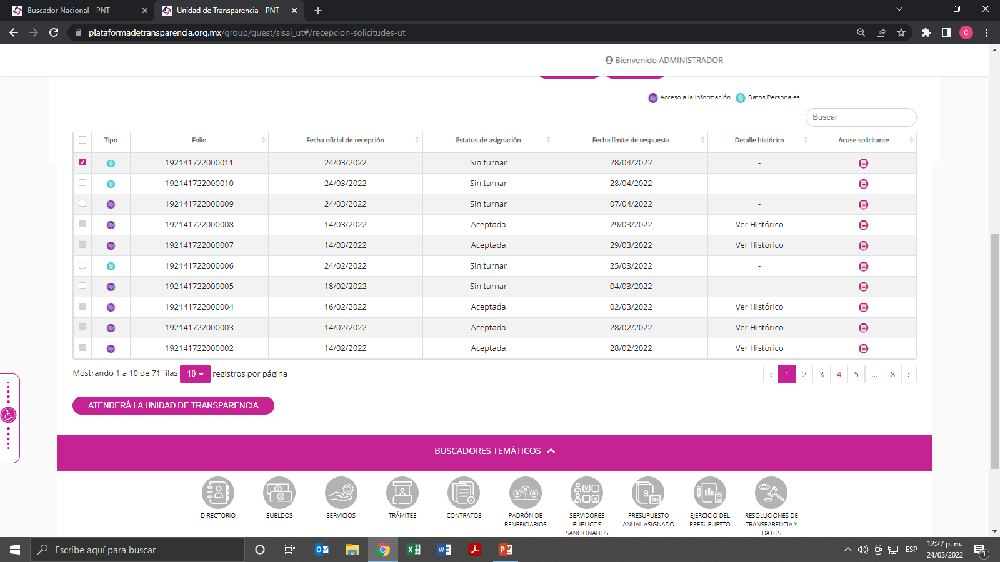 Buscador Nacional - PNT
Unidad de Transparencia - PNT
plataformadetransparencia.org.mx/group/guest/sisai_ut#/recepcion-solicitudes-ut
C
Bienvenido ADMINISTRADOR
Acceso a la información Datos Personales
Buscar
Tipo Folio Fecha oficial de recepción Estatus de asignación Fecha límite de respuesta Detalle histórico Acuse solicitante
192141722000011 24/03/2022 Sin turnar 28/04/2022 -
192141722000010 24/03/2022 Sin turnar 28/04/2022 -
192141722000009 24/03/2022 Sin turnar 07/04/2022 -
192141722000008 14/03/2022 Aceptada 29/03/2022 Ver Histórico
192141722000007 14/03/2022 Aceptada 29/03/2022 Ver Histórico
192141722000006 24/02/2022 Sin turnar 25/03/2022 -
192141722000005 18/02/2022 Sin turnar 04/03/2022 -
192141722000004 16/02/2022 Aceptada 02/03/2022 Ver Histórico
192141722000003 14/02/2022 Aceptada 28/02/2022 Ver Histórico
192141722000002 14/02/2022 Aceptada 28/02/2022 Ver Histórico
Mostrando 1 a 10 de 71 filas 10 registros por página
‹ 1 2 3 4 5 ... 8 ›
ATENDERÁ LA UNIDAD DE TRANSPARENCIA
BUSCADORES TEMÁTICOS
DIRECTORIO
SUELDOS
SERVICIOS
TRÁMITES
CONTRATOS
PADRÓN DE
BENEFICIARIOS
SERVIDORES
PÚBLICOS
SANCIONADOS
PRESUPUESTO
ANUAL ASIGNADO
EJERCICIO DEL
PRESUPUESTO
RESOLUCIONES DE
TRANSPARENCIA Y
DATOS
Escribe aquí para buscar
ESP
12:27 p. m.
24/03/2022
1